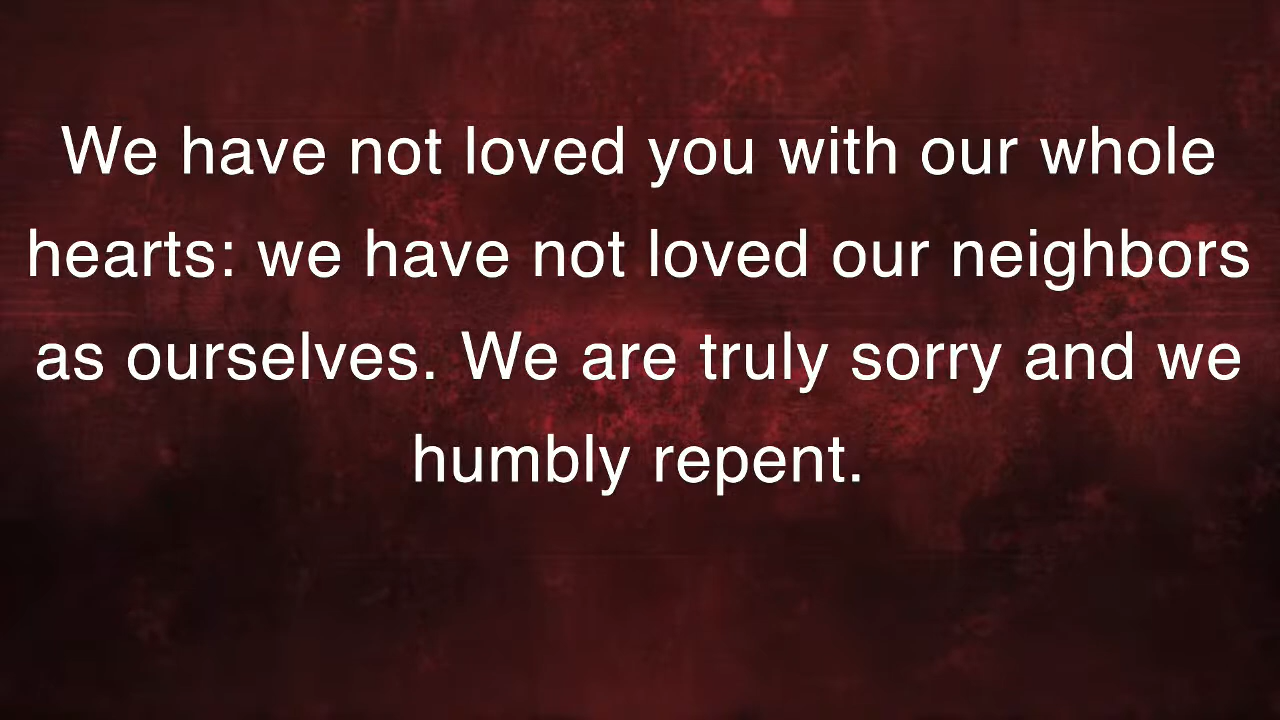 We have not loved you with our whole
hearts: we have not loved our neighbors
as ourselves. We are truly sorry and we
humbly repent.